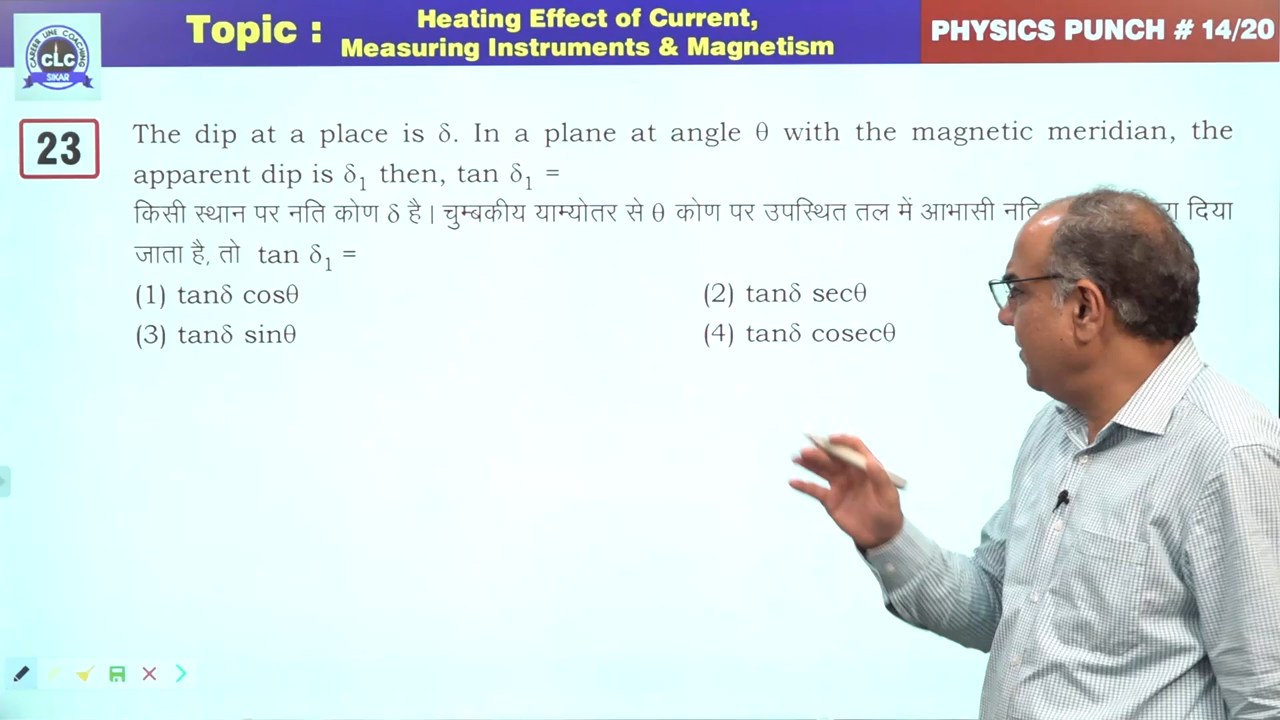 Topic :
Heating Effect of Current,
Measuring Instruments & Magnetism
PHYSICS PUNCH # 14/20
CAREER LINE COACHING
CLC
SIKAR
23
The dip at a place is δ. In a plane at angle θ with the magnetic meridian, the
apparent dip is δ₁ then, tan δ₁ =
किसी स्थान पर नति कोण δ है। चुम्बकीय याम्योतर से θ कोण पर उपस्थित तल में आभासी नति दिया
जाता है, तो tan δ₁ =
(1) tanδ cosθ
(2) tanδ secθ
(3) tanδ sinθ
(4) tanδ cosecθ